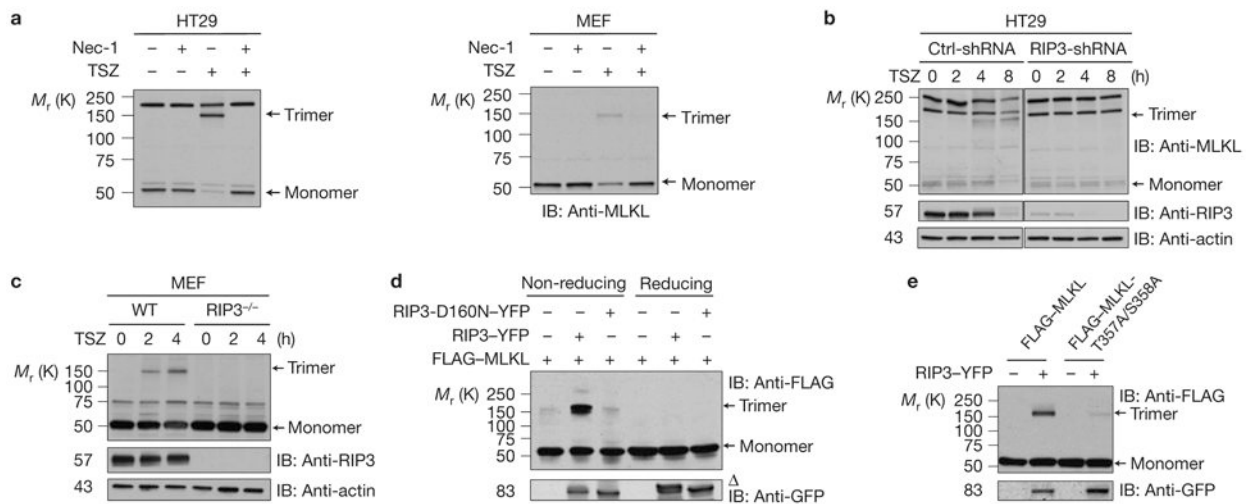 a
HT29
Nec-1 – + – +
TSZ – – + +
Mr (K)
250
150
100
75
50
Trimer
Monomer
MEF
Nec-1 – + – +
TSZ – – + +
Mr (K)
250
150
100
75
50
Trimer
Monomer
IB: Anti-MLKL
b
HT29
Ctrl-shRNA RIP3-shRNA
TSZ 0 2 4 8 0 2 4 8 (h)
Mr (K)
250
150
100
75
50
Trimer
IB: Anti-MLKL
Monomer
57 IB: Anti-RIP3
43 IB: Anti-actin
c
MEF
WT RIP3–/–
TSZ 0 2 4 0 2 4 (h)
Mr (K)
150
100
75
50
Trimer
Monomer
57 IB: Anti-RIP3
43 IB: Anti-actin
d
Non-reducing Reducing
RIP3-D160N–YFP – – + – – +
RIP3–YFP – + – – + –
FLAG–MLKL + + + + + +
Mr (K)
250
150
100
75
50
IB: Anti-FLAG
Trimer
Monomer
Δ
83 IB: Anti-GFP
e
FLAG–MLKL
FLAG–MLKL-
T357A/S358A
RIP3–YFP – + – +
Mr (K)
250
150
100
75
50
IB: Anti-FLAG
Trimer
Monomer
83 IB: Anti-GFP